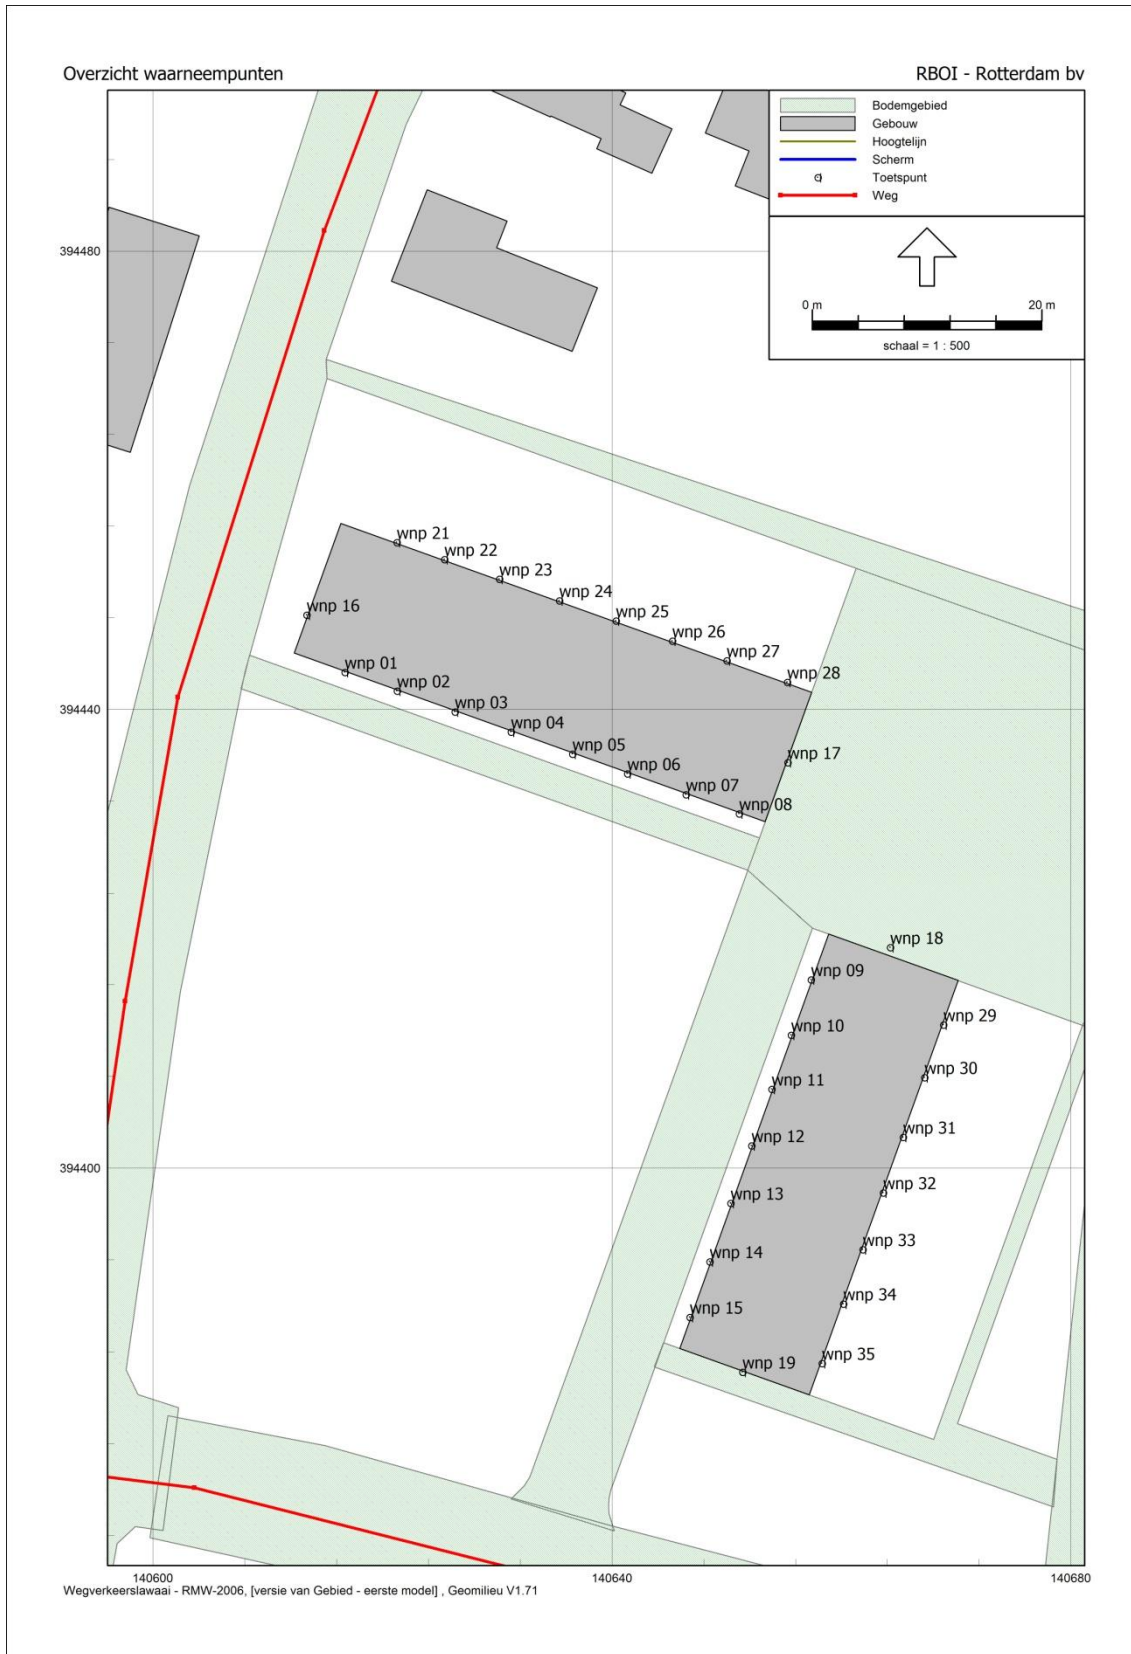 Overzicht waarneempunten
RBOI - Rotterdam bv
Bodemgebied
Gebouw
Hoogtelijn
Scherm
Toetspunt
Weg
394480
0 m 20 m
schaal = 1 : 500
wnp 21
wnp 22
wnp 23
wnp 24
wnp 16
wnp 25
wnp 26
wnp 27
wnp 01
wnp 28
wnp 02
wnp 03
394440
wnp 04
wnp 05
wnp 17
wnp 06
wnp 07
wnp 08
wnp 18
wnp 09
wnp 29
wnp 10
wnp 30
wnp 11
wnp 31
wnp 12
394400
wnp 32
wnp 13
wnp 33
wnp 14
wnp 34
wnp 15
wnp 35
wnp 19
140600 140640 140680
Wegverkeerslawaai - RMW-2006, [versie van Gebied - eerste model] , Geomilieu V1.71